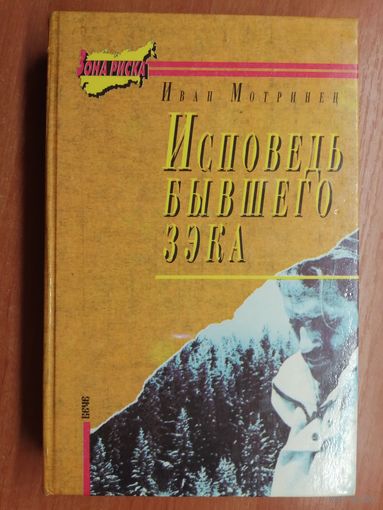 ЗОНА РИСКА
ИВАН МОТРИНЕЦ
ИСПОВЕДЬ
БЫВШЕГО
ЗЭКА
ВЕЧЕ